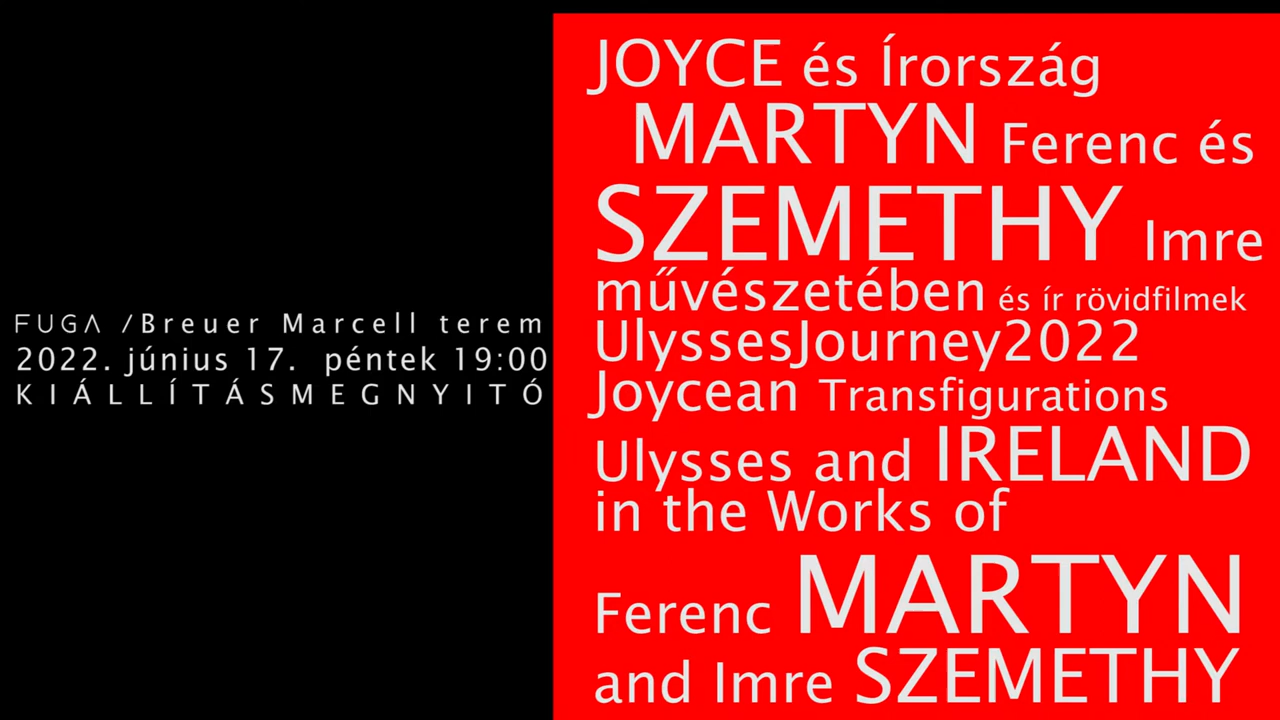 FUGA /Breuer Marcell terem
2022. június 17. péntek 19:00
KIÁLLÍTÁSMEGNYITÓ
JOYCE és Írország
MARTYN Ferenc és
SZEMETHY Imre
művészetében és ír rövidfilmek
UlyssesJourney2022
Joycean Transfigurations
Ulysses and IRELAND
in the Works of
Ferenc MARTYN
and Imre SZEMETHY